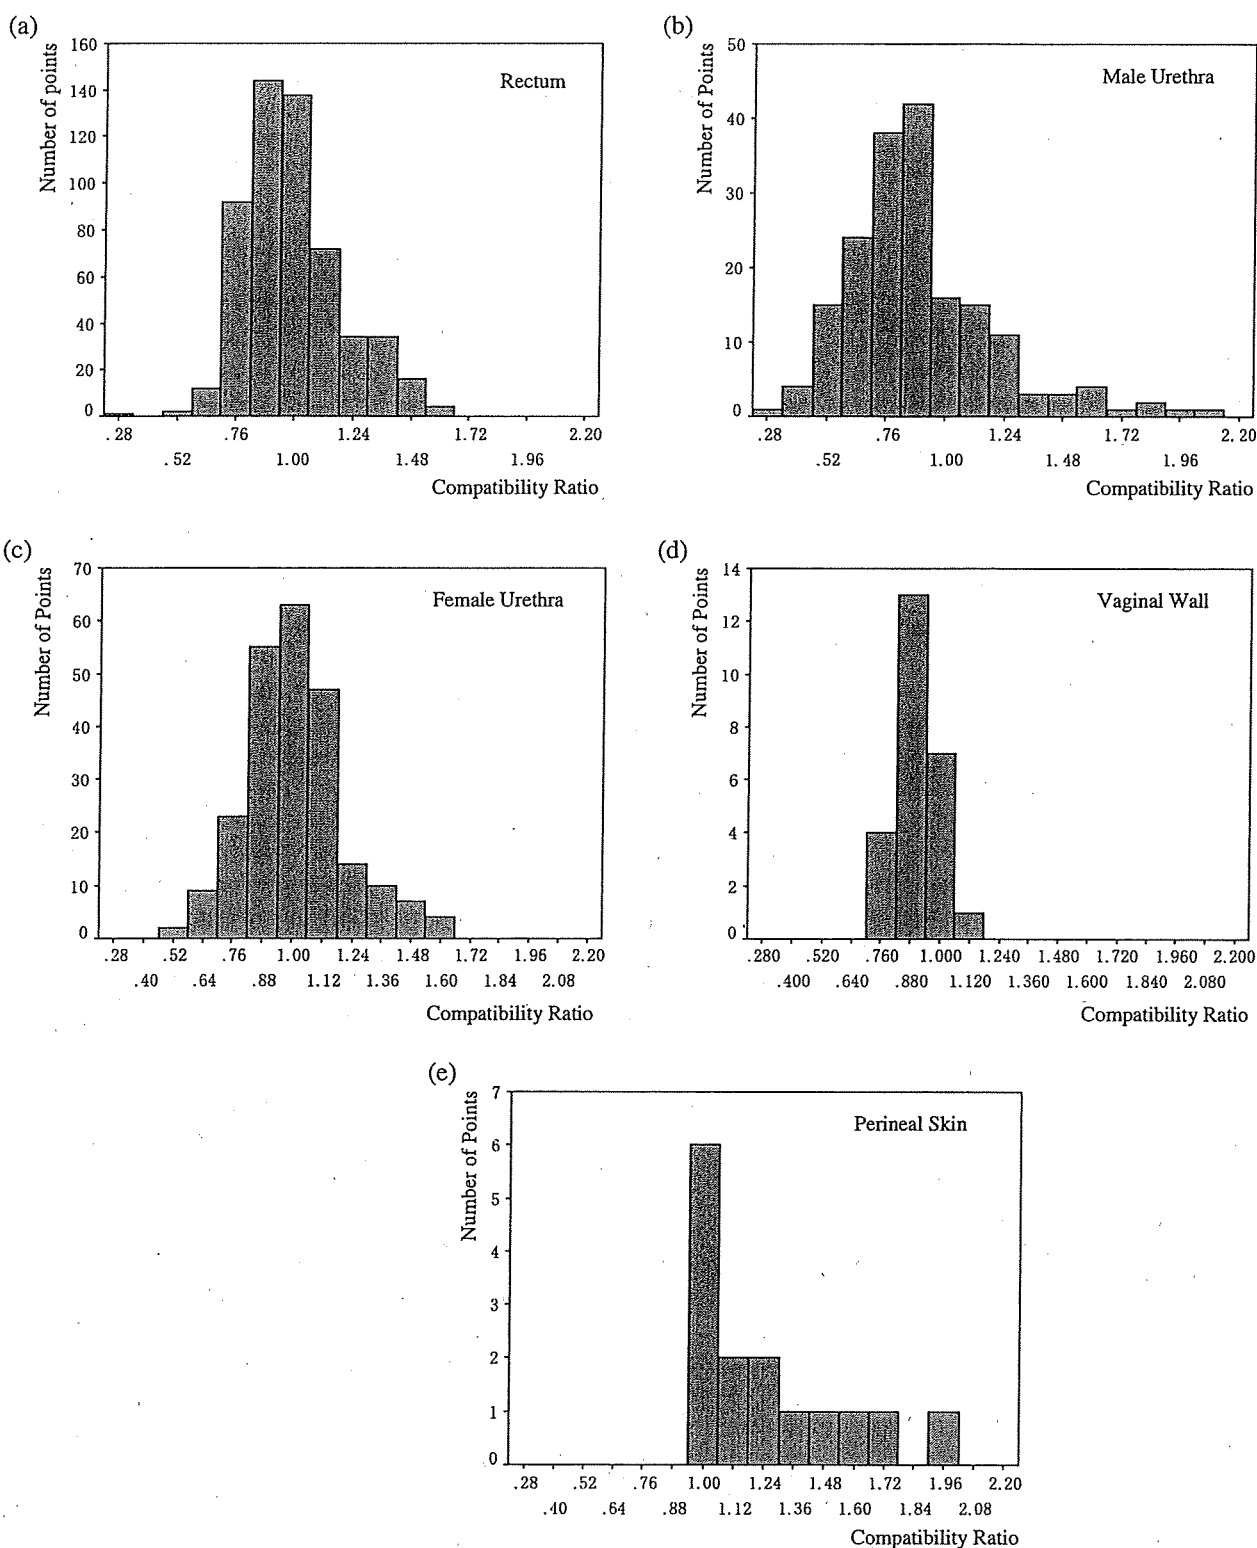 (a)
Number of points
160
140
120
100
80
60
40
20
0
Rectum
.28 .76 1.24 1.72 2.20
.52 1.00 1.48 1.96
Compatibility Ratio
(b)
Number of Points
50
40
30
20
10
0
Male Urethra
.28 .76 1.24 1.72 2.20
.52 1.00 1.48 1.96
Compatibility Ratio
(c)
Number of Points
70
60
50
40
30
20
10
0
Female Urethra
.28 .52 .76 1.00 1.24 1.48 1.72 1.96 2.20
.40 .64 .88 1.12 1.36 1.60 1.84 2.08
Compatibility Ratio
(d)
Number of Points
14
12
10
8
6
4
2
0
Vaginal Wall
.280 .520 .760 1.000 1.240 1.480 1.720 1.960 2.200
.400 .640 .880 1.120 1.360 1.600 1.840 2.080
Compatibility Ratio
(e)
Number of Points
7
6
5
4
3
2
1
0
Perineal Skin
.28 .52 .76 1.00 1.24 1.48 1.72 1.96 2.20
.40 .64 .88 1.12 1.36 1.60 1.84 2.08
Compatibility Ratio